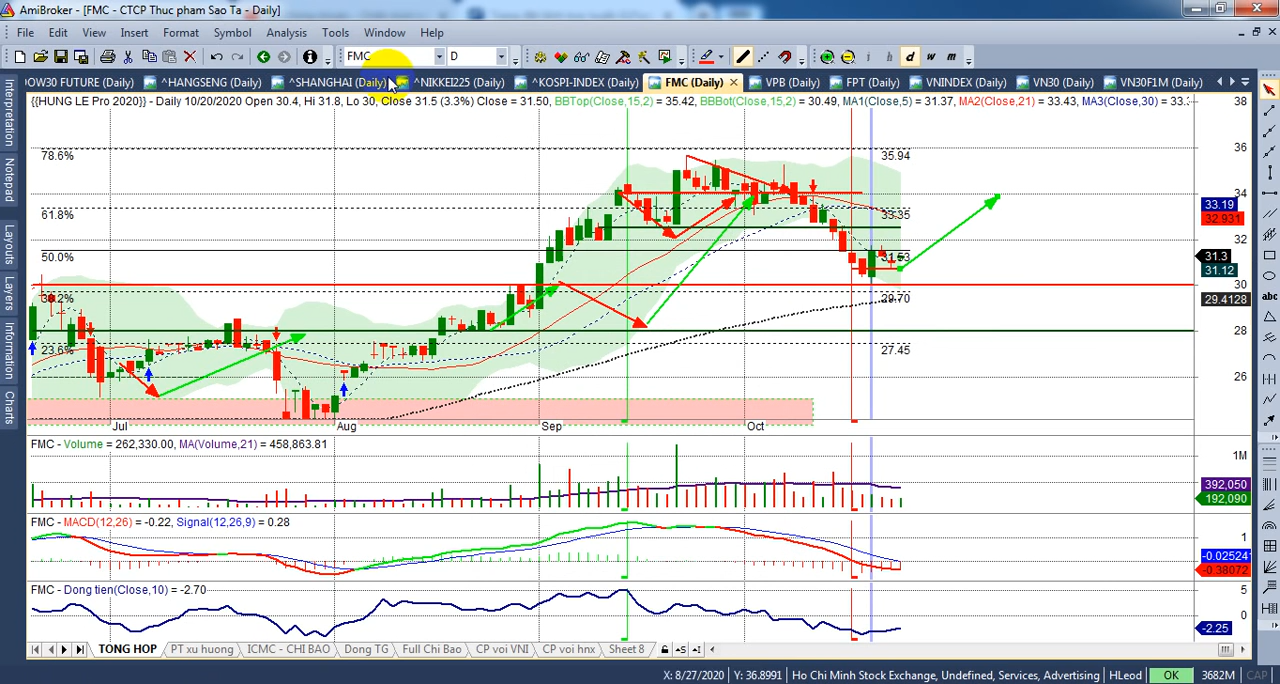 AmiBroker - [FMC - CTCP Thuc pham Sao Ta - Daily]
File Edit View Insert Format Symbol Analysis Tools Window Help
FMC D i h d w m
OW30 FUTURE (Daily) ^HANGSENG (Daily) ^SHANGHAI (Daily) ^NIKKEI225 (Daily) ^KOSPI-INDEX (Daily) FMC (Daily) VPB (Daily) FPT (Daily) VNINDEX (Daily) VN30 (Daily) VN30F1M (Daily)
{{HUNG LE Pro 2020}} - Daily 10/20/2020 Open 30.4, Hi 31.8, Lo 30, Close 31.5 (3.3%) Close = 31.50, BBTop(Close,15,2) = 35.42, BBBot(Close,15,2) = 30.49, MA1(Close,5) = 31.37, MA2(Close,21) = 33.43, MA3(Close,30) = 33.
Interpretation
Notepad
Layouts
Layers
Information
Charts
abc
38
78.6% 35.94 36
34
61.8% 33.35
33.19
32.931
32
50.0% 31.53
31.3
31.12
30
38.2% 29.70
29.4128
28
23.6% 27.45
26
Jul Aug Sep Oct
FMC - Volume = 262,330.00, MA(Volume,21) = 458,863.81
1M
392,050
192,090
FMC - MACD(12,26) = -0.22, Signal(12,26,9) = 0.28
1
-0.02524
-0.38072
FMC - Dong tien(Close,10) = -2.70
5
0
-2.25
TONG HOP PT xu huong ICMC - CHI BAO Dong TG Full Chi Bao CP voi VNI CP voi hnx Sheet 8
X: 8/27/2020 Y: 36.8991 Ho Chi Minh Stock Exchange, Undefined, Services, Advertising HLeod OK 3682M CAP